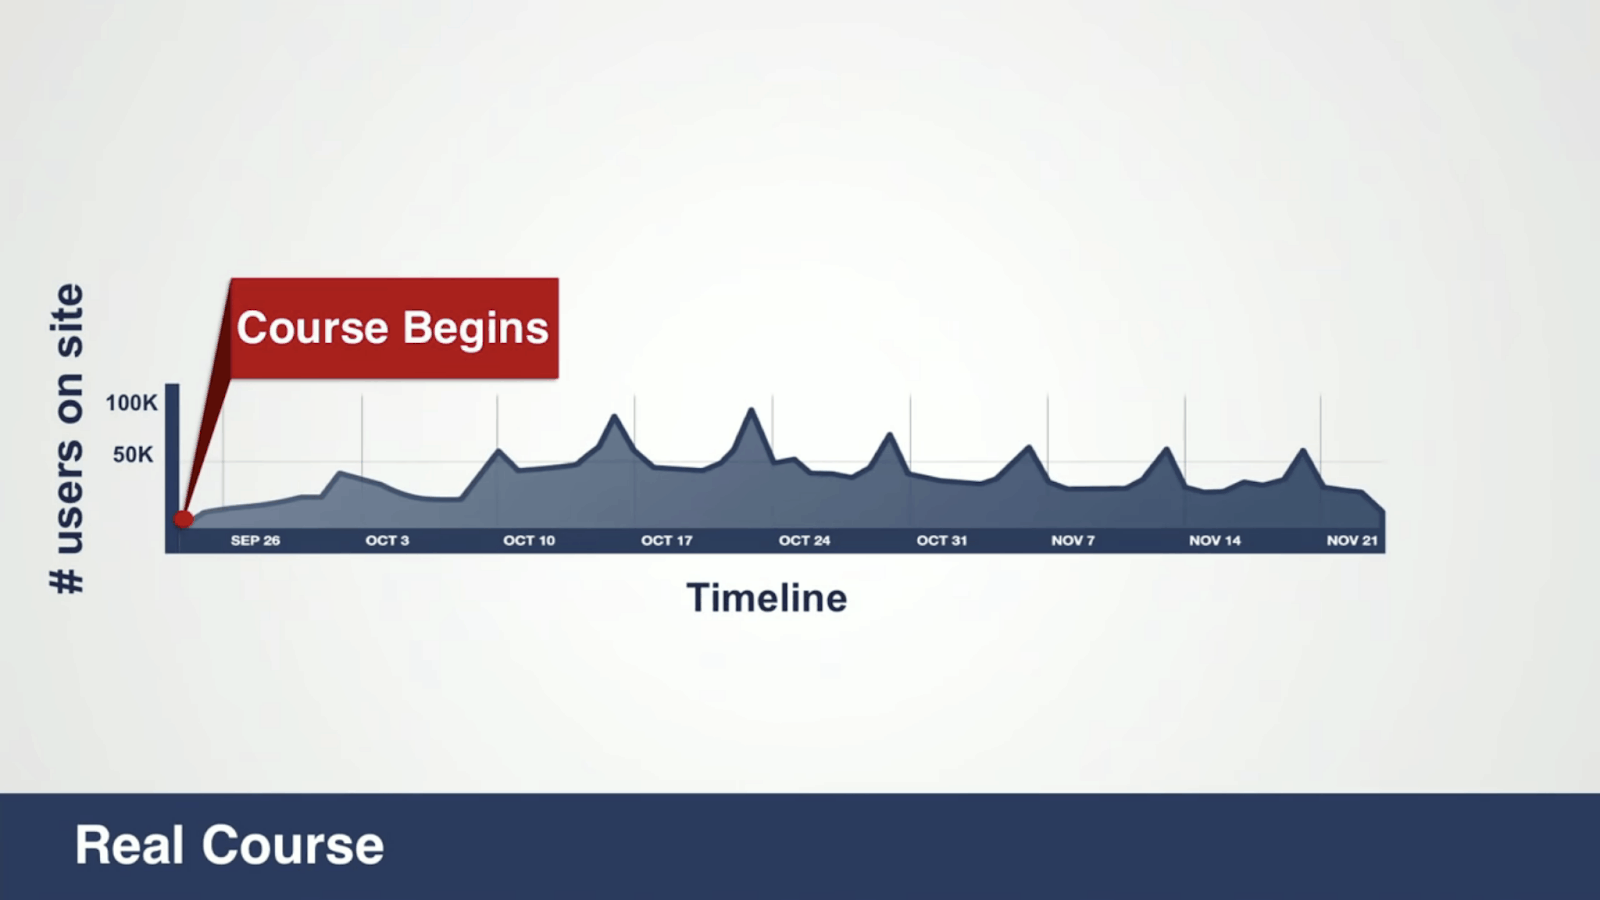 Course Begins
# users on site
100K
50K
SEP 26 OCT 3 OCT 10 OCT 17 OCT 24 OCT 31 NOV 7 NOV 14 NOV 21
Timeline
Real Course